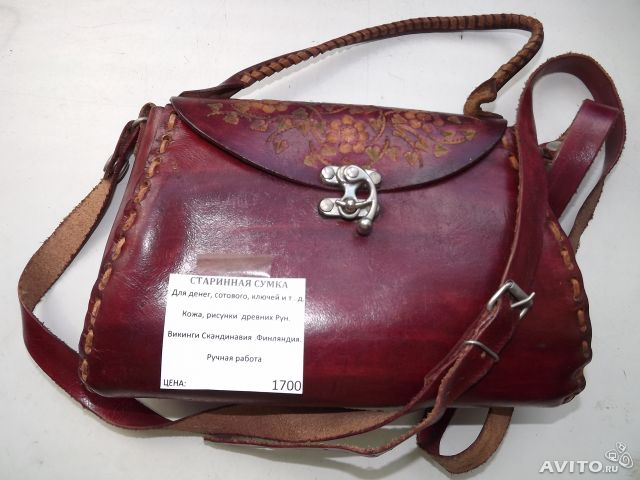 СТАРИННАЯ СУМКА
Для денег, сотового, ключей и т . д.
Кожа, рисунки древних Рун.
Викинги Скандинавия .Финляндия.
Ручная работа
ЦЕНА: 1700
AVITO.RU